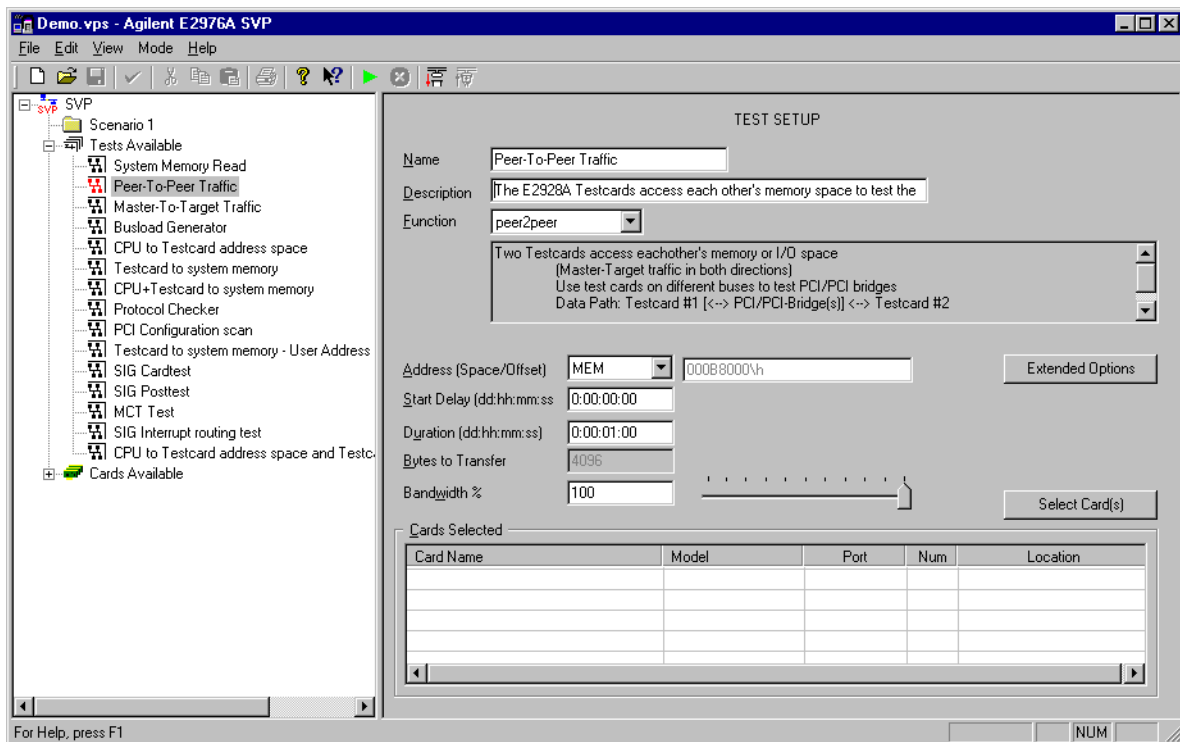 Demo.vps - Agilent E2976A SVP
File Edit View Mode Help
SVP
SVP
Scenario 1
Tests Available
System Memory Read
Peer-To-Peer Traffic
Master-To-Target Traffic
Busload Generator
CPU to Testcard address space
Testcard to system memory
CPU+Testcard to system memory
Protocol Checker
PCI Configuration scan
Testcard to system memory - User Address
SIG Cardtest
SIG Posttest
MCT Test
SIG Interrupt routing test
CPU to Testcard address space and Testc
Cards Available
TEST SETUP
Name Peer-To-Peer Traffic
Description The E2928A Testcards access each other's memory space to test the
Function peer2peer
Two Testcards access eachother's memory or I/O space
(Master-Target traffic in both directions)
Use test cards on different buses to test PCI/PCI bridges
Data Path: Testcard #1 [<--> PCI/PCI-Bridge(s)] <--> Testcard #2
Address (Space/Offset) MEM 000B8000\h Extended Options
Start Delay (dd:hh:mm:ss 0:00:00:00
Duration (dd:hh:mm:ss) 0:00:01:00
Bytes to Transfer 4096
Bandwidth % 100
Select Card(s)
Cards Selected
Card Name Model Port Num Location
For Help, press F1 NUM